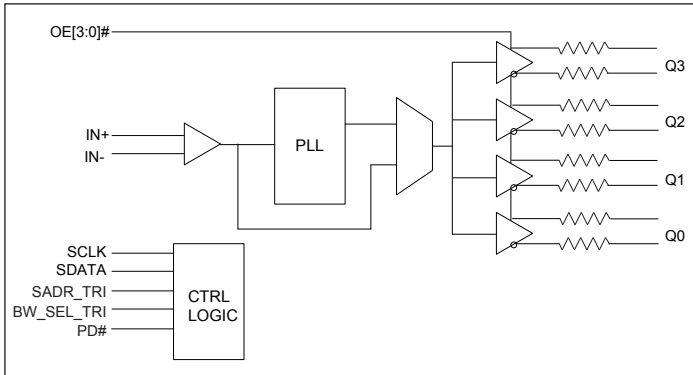 OE[3:0]#
Q3
Q2
IN+
PLL
IN-
Q1
Q0
SCLK
SDATA
SADR_TRI
CTRL
BW_SEL_TRI
LOGIC
PD#